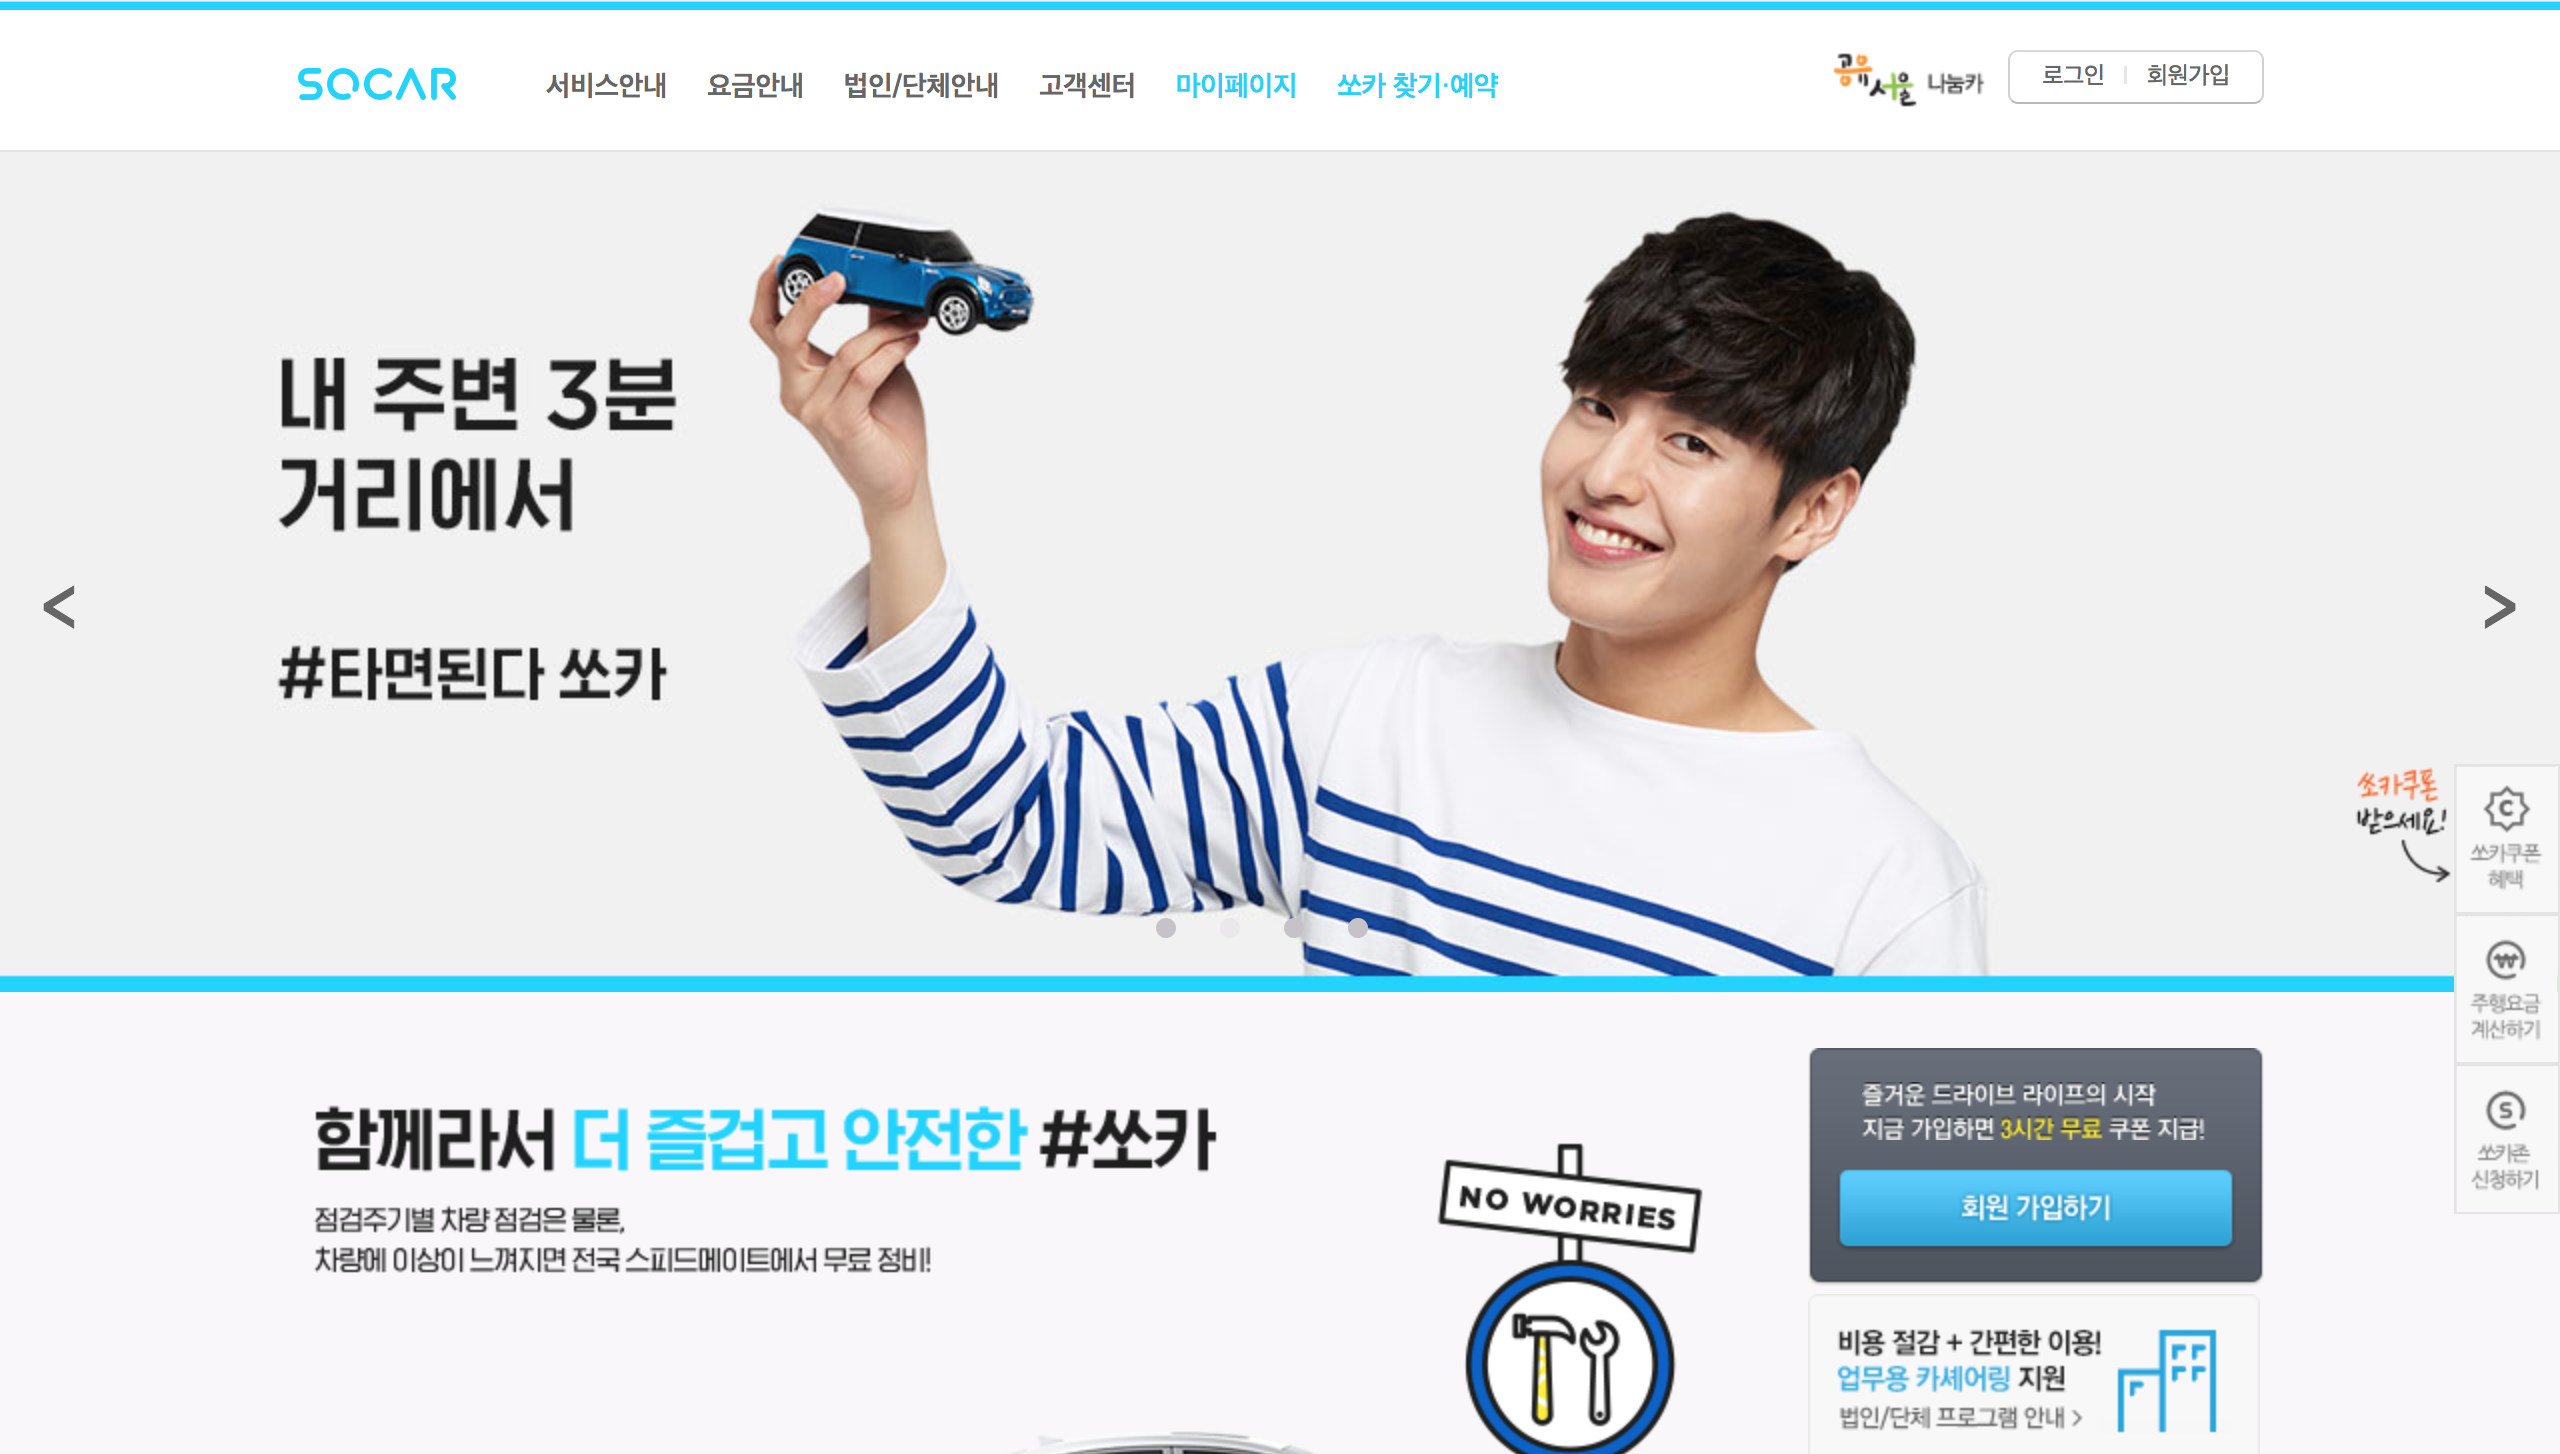 SOCAR
서비스안내
요금안내
법인/단체안내
고객센터
마이페이지
쏘카 찾기·예약
공유서울 나눔카
로그인 | 회원가입
내 주변 3분
거리에서
#타면된다 쏘카
<
>
쏘카쿠폰
받으세요!
C
쏘카쿠폰
혜택
₩
주행요금
계산하기
S
쏘카존
신청하기
함께라서 더 즐겁고 안전한 #쏘카
점검주기별 차량 점검은 물론,
차량에 이상이 느껴지면 전국 스피드메이트에서 무료 정비!
NO WORRIES
즐거운 드라이브 라이프의 시작
지금 가입하면 3시간 무료 쿠폰 지급!
회원 가입하기
비용 절감 + 간편한 이용!
업무용 카셰어링 지원
법인/단체 프로그램 안내 >